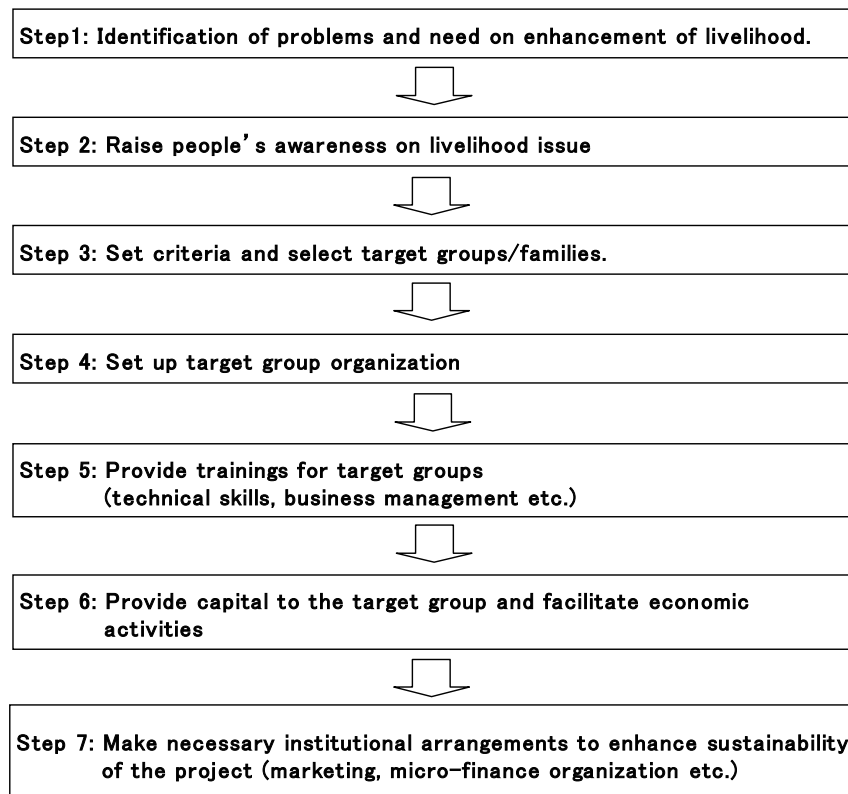 Step1: Identification of problems and need on enhancement of livelihood.
Step 2: Raise people’s awareness on livelihood issue
Step 3: Set criteria and select target groups/families.
Step 4: Set up target group organization
Step 5: Provide trainings for target groups
(technical skills, business management etc.)
Step 6: Provide capital to the target group and facilitate economic
activities
Step 7: Make necessary institutional arrangements to enhance sustainability
of the project (marketing, micro-finance organization etc.)